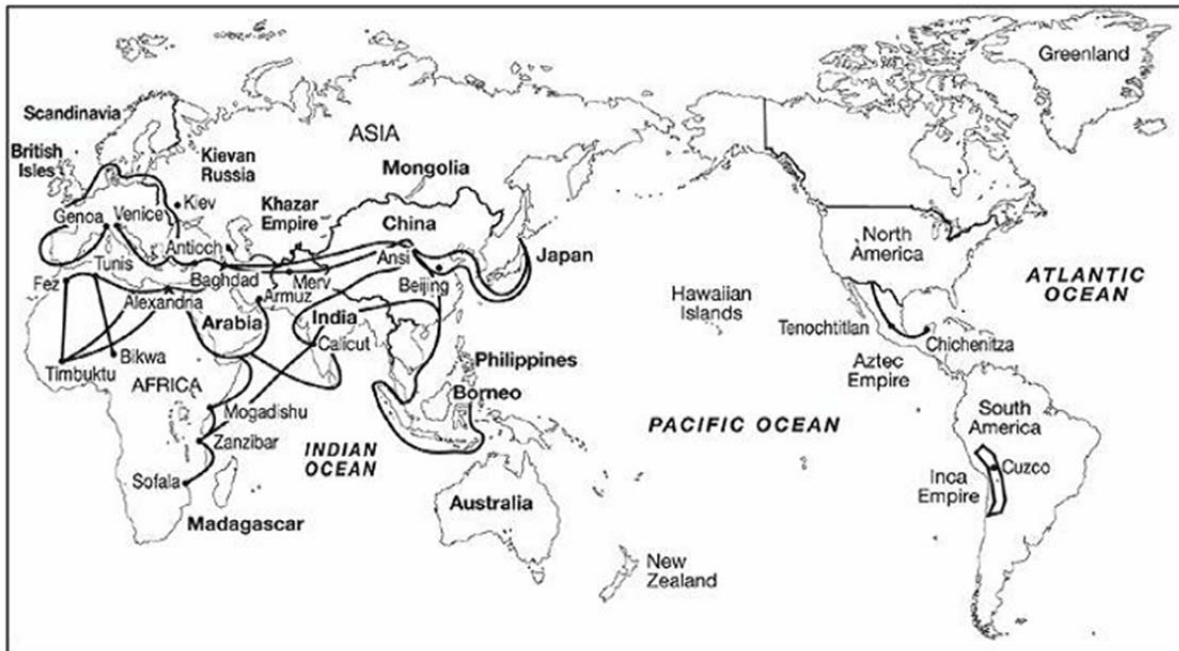 Greenland
Scandinavia
ASIA
British
Isles
Kievan
Russia
Mongolia
Kiev
Khazar
Empire
Genoa
Venice
China
North
America
Antioch
Ansi
Japan
ATLANTIC
OCEAN
Tunis
Baghdad
Merv
Beijing
Fez
Alexandria
Armuz
Hawaiian
Islands
Arabia
India
Tenochtitlan
Calicut
Chichenitza
Bikwa
Philippines
Aztec
Empire
Timbuktu
AFRICA
Borneo
Mogadishu
South
America
PACIFIC OCEAN
Zanzibar
INDIAN
OCEAN
Cuzco
Sofala
Inca
Empire
Australia
Madagascar
New
Zealand